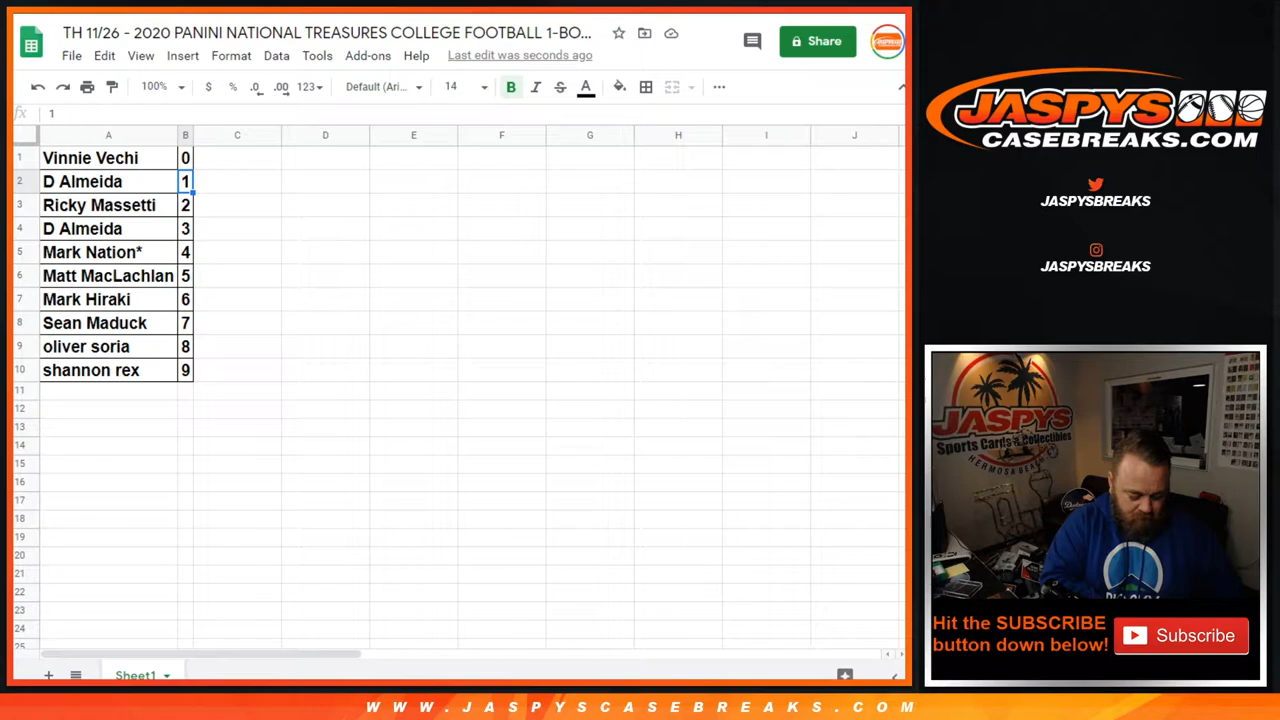 TH 11/26 - 2020 PANINI NATIONAL TREASURES COLLEGE FOOTBALL 1-BO...
Share
File Edit View Insert Format Data Tools Add-ons Help Last edit was seconds ago
100% $ % .0 .00 123 Default (Ari... 14 B I S A
fx 1
A B C D E F G H I J
1 Vinnie Vechi 0
2 D Almeida 1
3 Ricky Massetti 2
4 D Almeida 3
5 Mark Nation* 4
6 Matt MacLachlan 5
7 Mark Hiraki 6
8 Sean Maduck 7
9 oliver soria 8
10 shannon rex 9
11
12
13
14
15
16
17
18
19
20
21
22
23
24
25
Sheet1
JASPYS
CASEBREAKS.COM
JASPYSBREAKS
JASPYSBREAKS
JASPYS
Sports Cards & Collectibles
HERMOSA BEACH
Hit the SUBSCRIBE
button down below!
Subscribe
WWW.JASPYSCASEBREAKS.COM